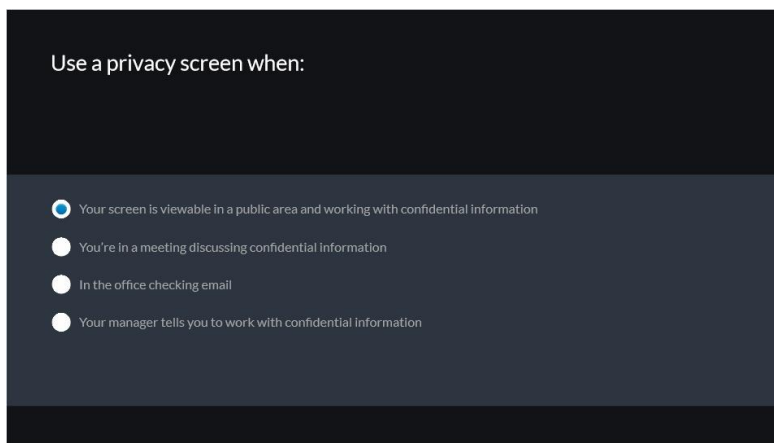 Use a privacy screen when:
Your screen is viewable in a public area and working with confidential information
You're in a meeting discussing confidential information
In the office checking email
Your manager tells you to work with confidential information